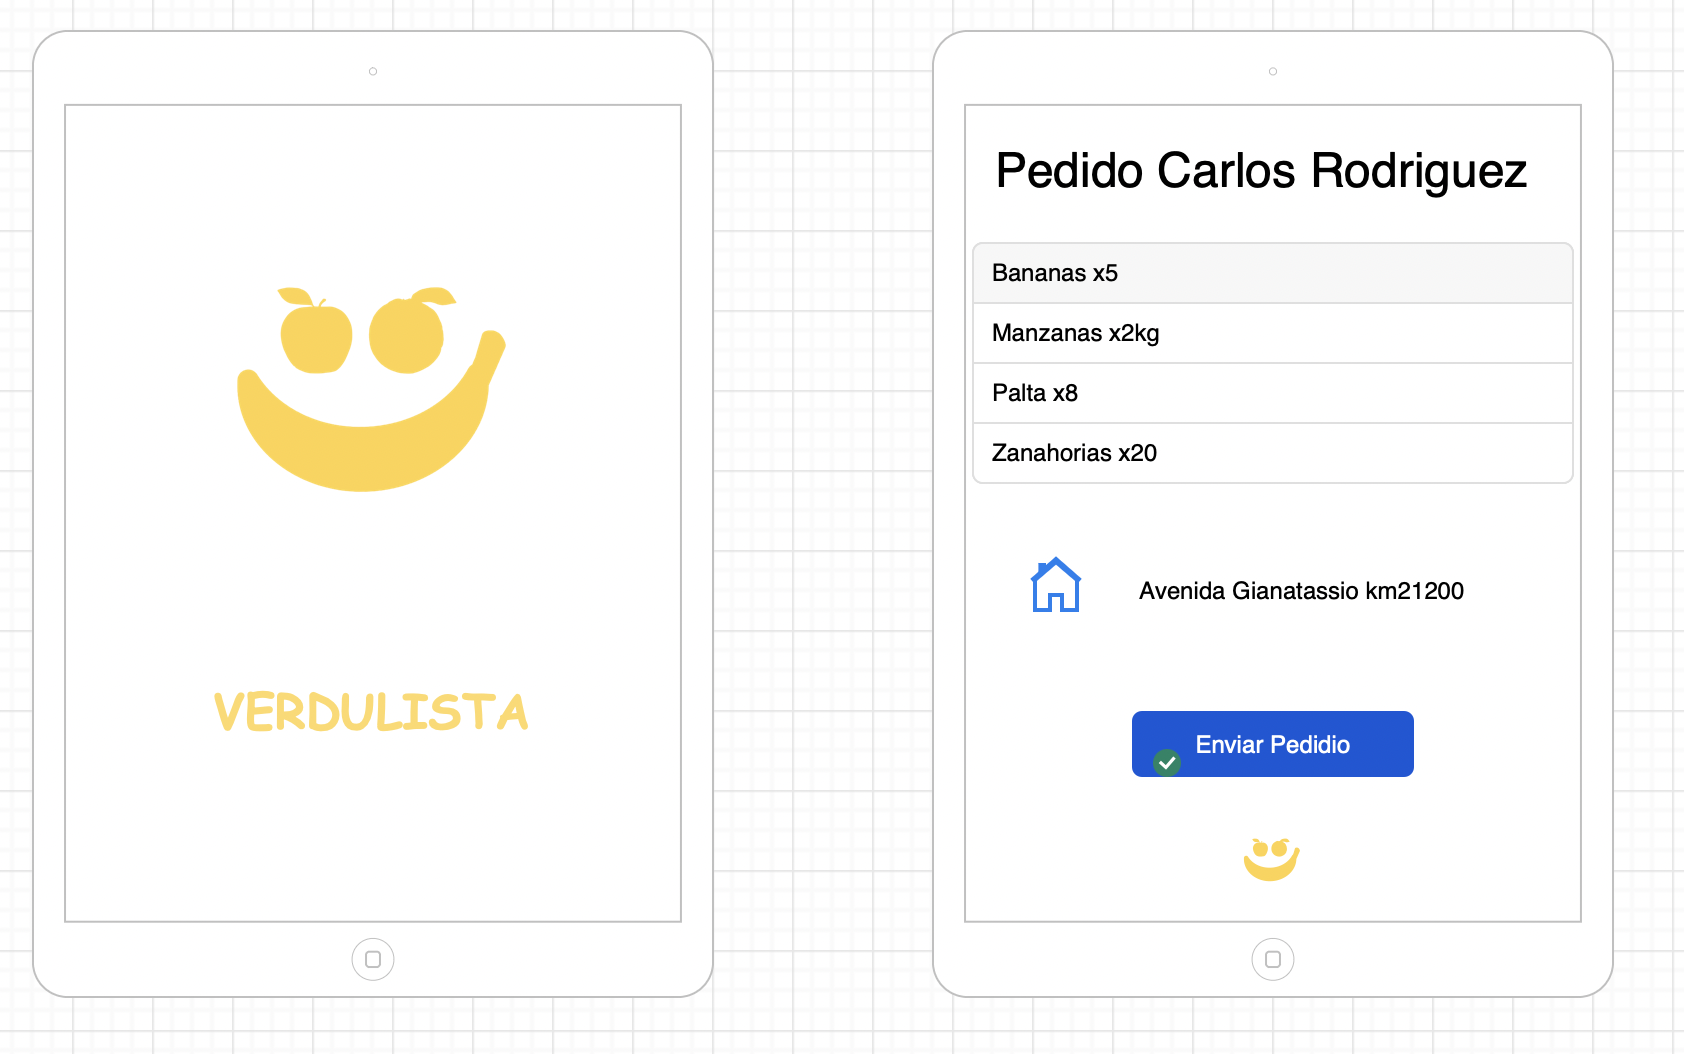 VERDULISTA
Pedido Carlos Rodriguez
Bananas x5
Manzanas x2kg
Palta x8
Zanahorias x20
Avenida Gianatassio km21200
Enviar Pedidio